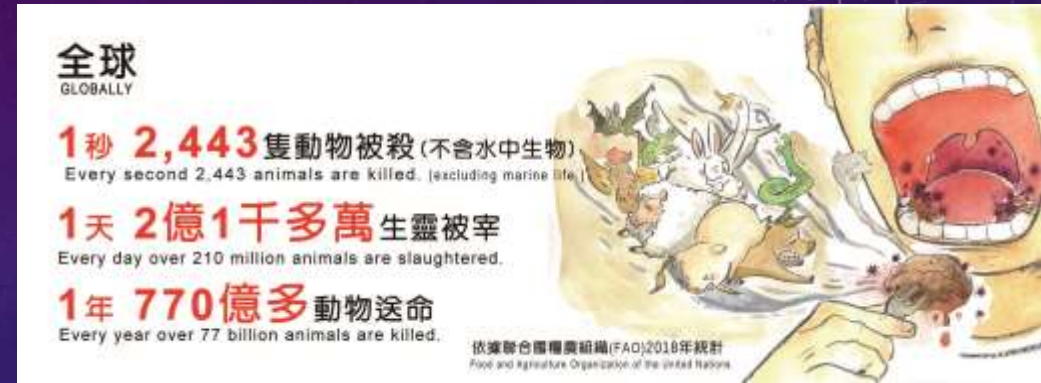 全球
GLOBALLY
1秒 2,443隻動物被殺(不含水中生物)
Every second 2,443 animals are killed. (excluding marine life.)
1天 2億1千多萬生靈被宰
Every day over 210 million animals are slaughtered.
1年 770億多動物送命
Every year over 77 billion animals are killed.
依據聯合國糧農組織(FAO)2018年統計
Food and Agriculture Organization of the United Nations